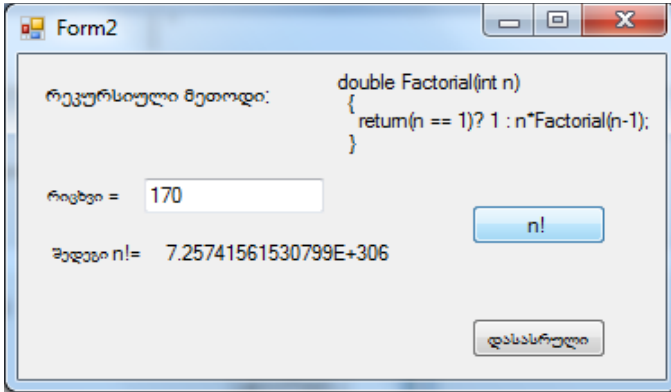 Form2
რეკურსიული მეთოდი:
double Factorial(int n)
{
return(n == 1)? 1 : n*Factorial(n-1);
}
რიცხვი =
170
n!
შედეგი n!=
7.25741561530799E+306
დასასრული